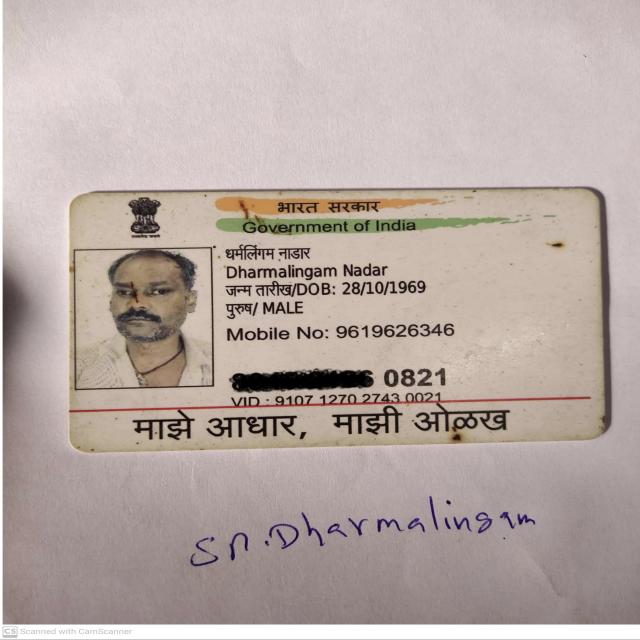 भारत सरकार
Government of India
धर्मलिंगम नाडार
Dharmalingam Nadar
जन्म तारीख/DOB: 28/10/1969
पुरुष/ MALE
Mobile No: 9619626346
0821
VID : 9107 1270 2743 0021
माझे आधार, माझी ओळख
Sn.Dharmalingam
CS Scanned with CamScanner